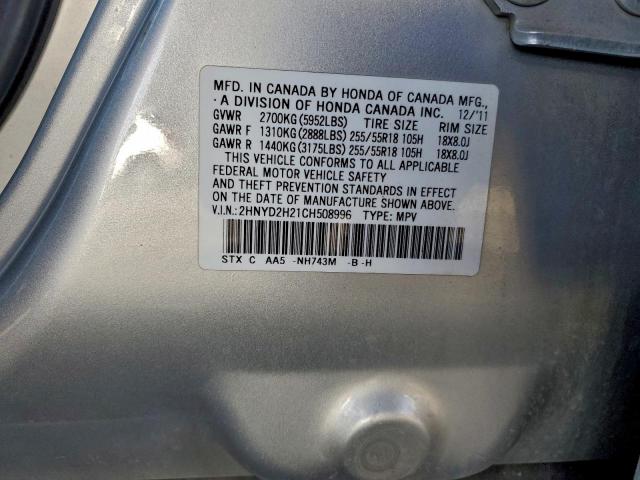 MFD. IN CANADA BY HONDA OF CANADA MFG.,
A DIVISION OF HONDA CANADA INC. 12/'11
GVWR 2700KG(5952LBS) TIRE SIZE RIM SIZE
GAWR F 1310KG(2888LBS) 255/55R18 105H 18X8.0J
GAWR R 1440KG(3175LBS) 255/55R18 105H 18X8.0J
THIS VEHICLE CONFORMS TO ALL APPLICABLE
FEDERAL MOTOR VEHICLE SAFETY
AND THEFT PREVENTION STANDARDS IN EFFECT
ON THE DATE OF MANUFACTURE SHOWN ABOVE.
V.I.N.: 2HNYD2H21CH508996 TYPE: MPV
STX C AA5 -NH743M -B-H